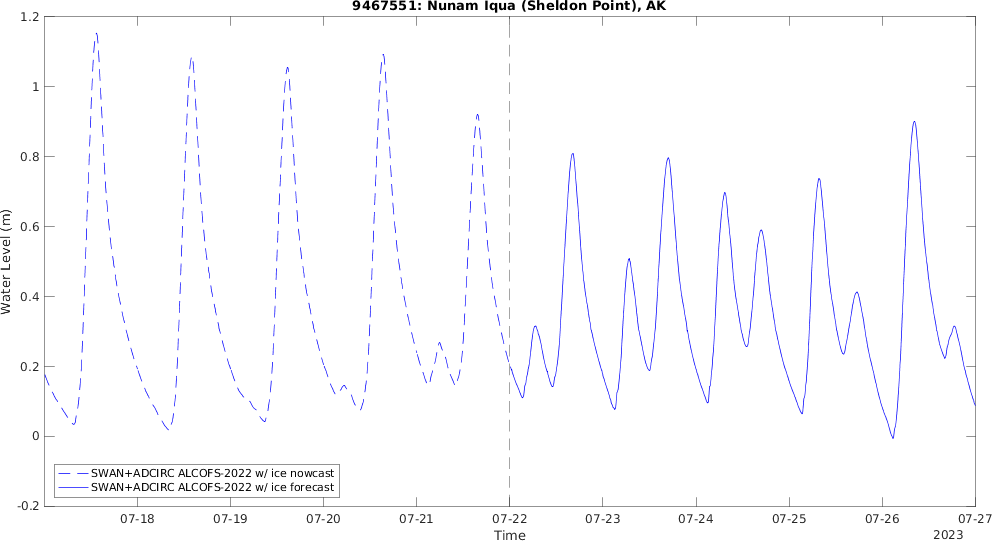 9467551: Nunam Iqua (Sheldon Point), AK
1.2
1
0.8
0.6
0.4
0.2
0
-0.2
Water Level (m)
SWAN+ADCIRC ALCOFS-2022 w/ ice nowcast
SWAN+ADCIRC ALCOFS-2022 w/ ice forecast
07-18 07-19 07-20 07-21 07-22 07-23 07-24 07-25 07-26 07-27
Time
2023